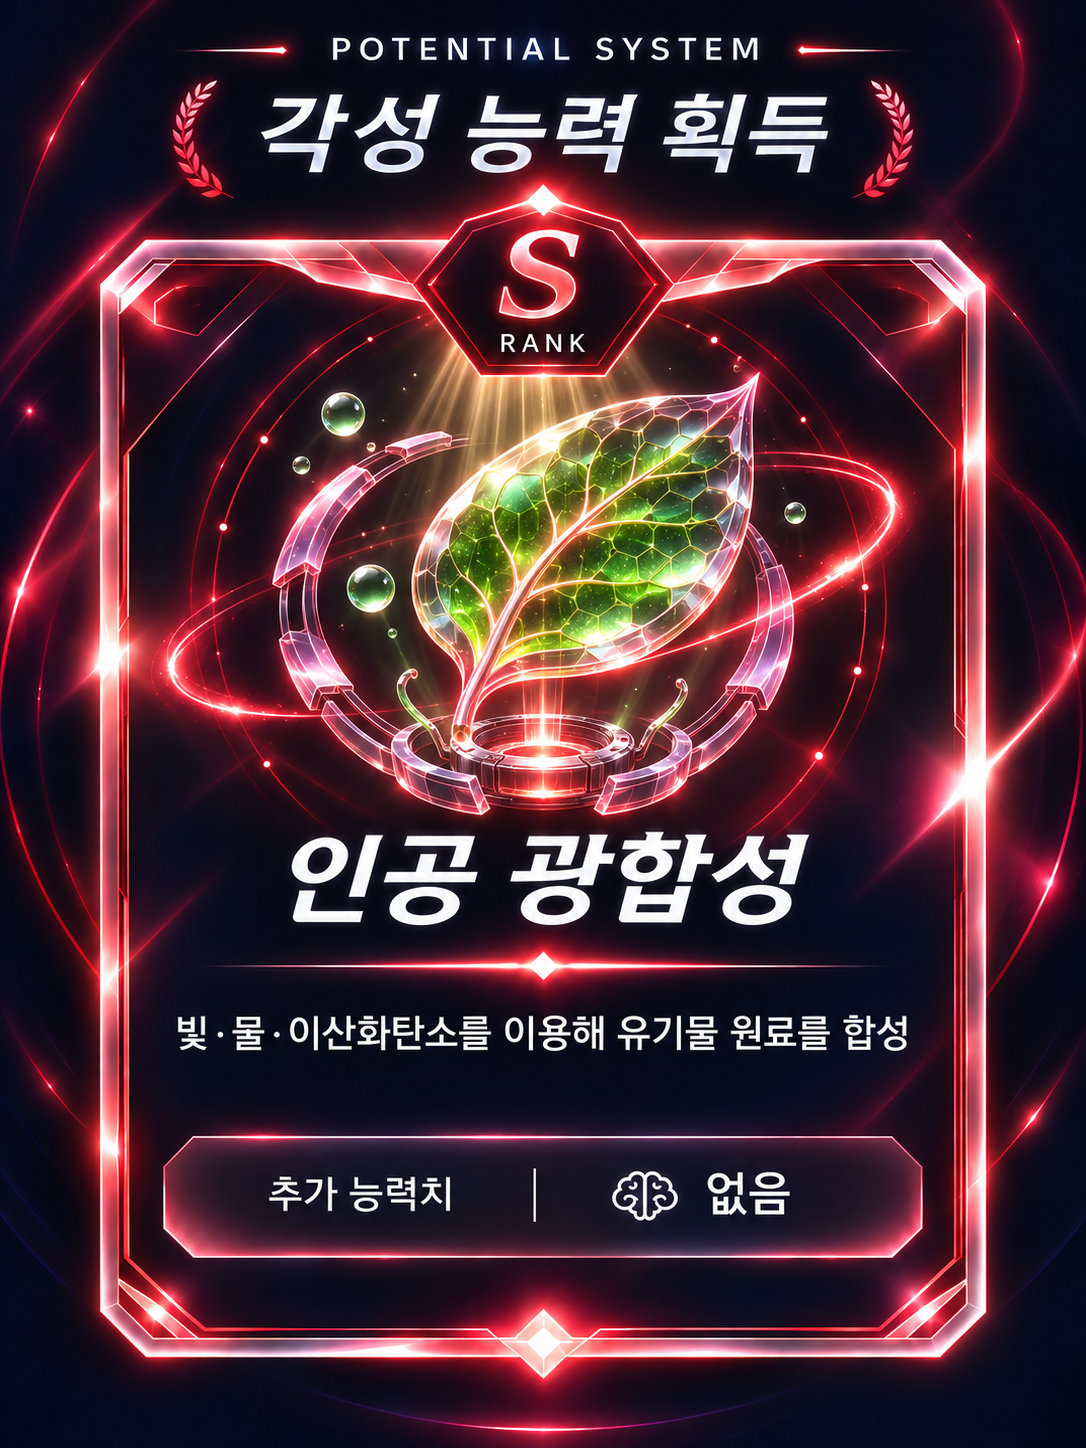 POTENTIAL SYSTEM
각성 능력 획득
S
RANK
인공 광합성
빛·물·이산화탄소를 이용해 유기물 원료를 합성
추가 능력치 | 없음